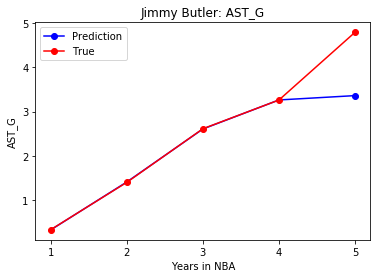 Jimmy Butler: AST_G
Prediction
True
AST_G
5
4
3
2
1
1 2 3 4 5
Years in NBA